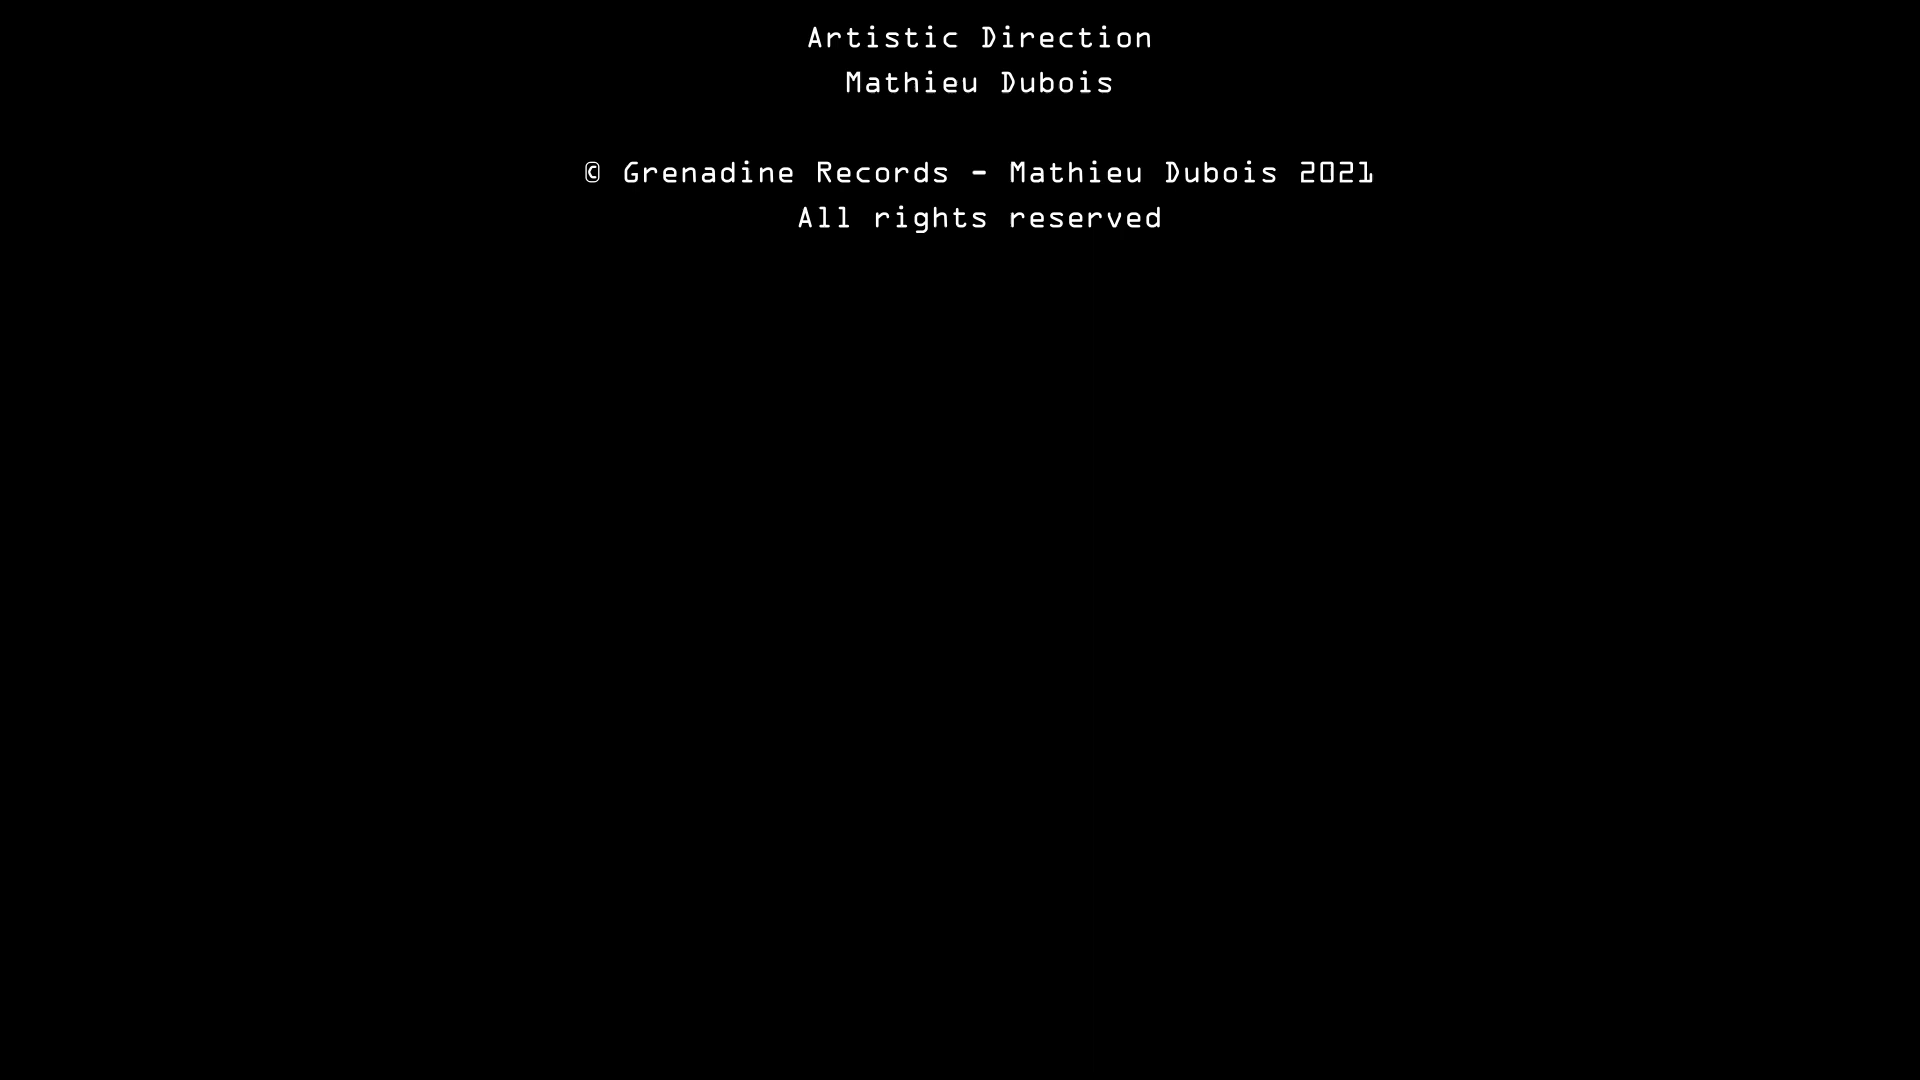 Artistic Direction
Mathieu Dubois
© Grenadine Records - Mathieu Dubois 2021
All rights reserved